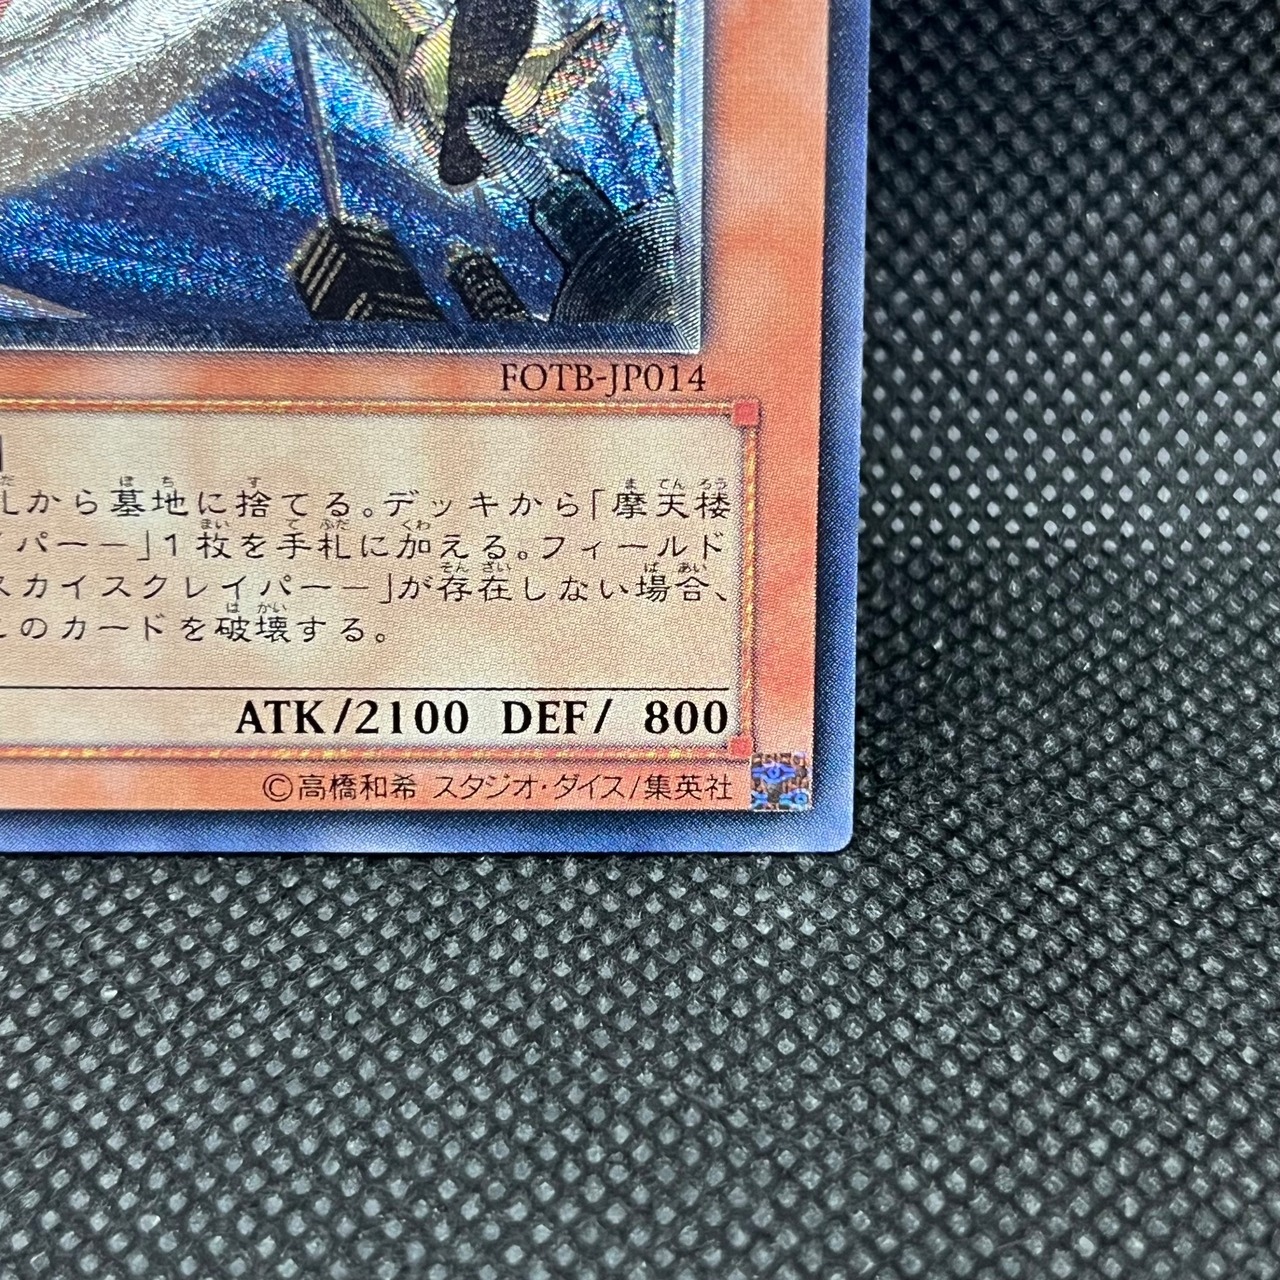 FOTB-JP014
札から墓地に捨てる。デッキから「摩天楼
イパー－」1枚を手札に加える。フィールド
スカイスクレイパー－」が存在しない場合、
このカードを破壊する。
ATK/2100 DEF/ 800
©高橋和希 スタジオ・ダイス/集英社